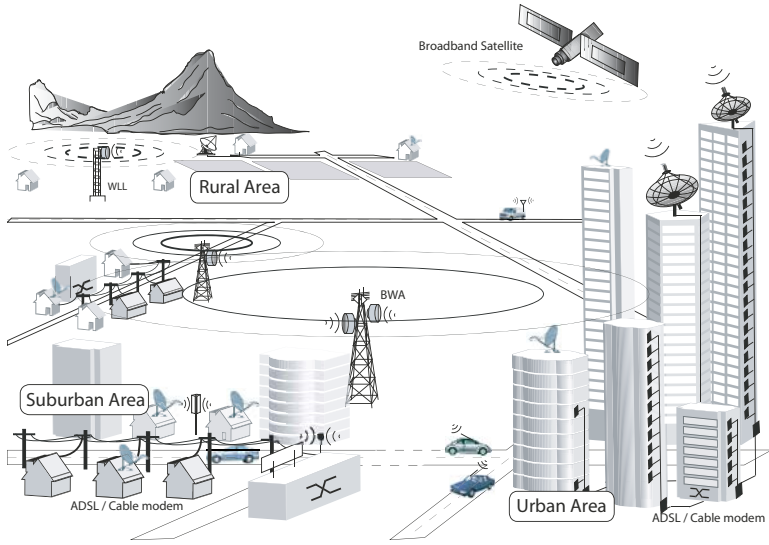 Broadband Satellite
Rural Area
WLL
BWA
Suburban Area
ADSL / Cable modem
Urban Area
ADSL / Cable modem